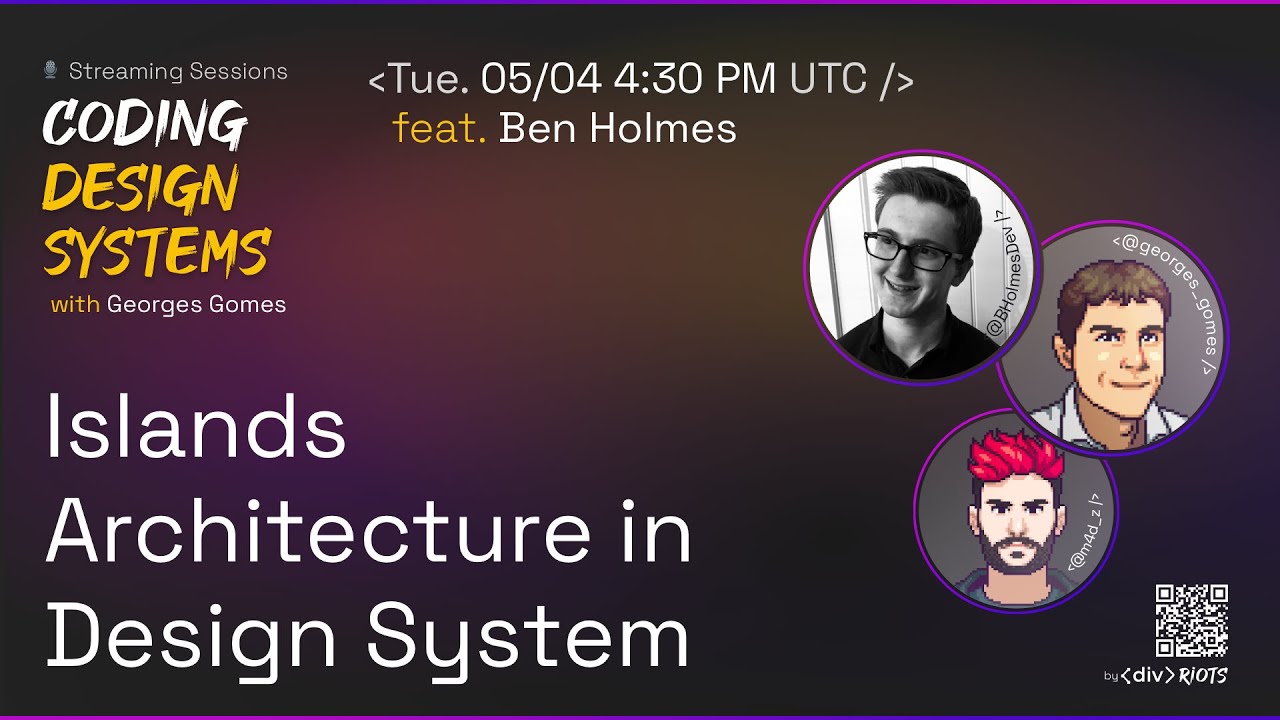 Streaming Sessions
CODING
DESIGN
SYSTEMS
with Georges Gomes
<Tue. 05/04 4:30 PM UTC />
feat. Ben Holmes
@BHolmesDev />
<@georges_gomes />
<@m4d_z />
Islands
Architecture in
Design System
by <div> RIOTS